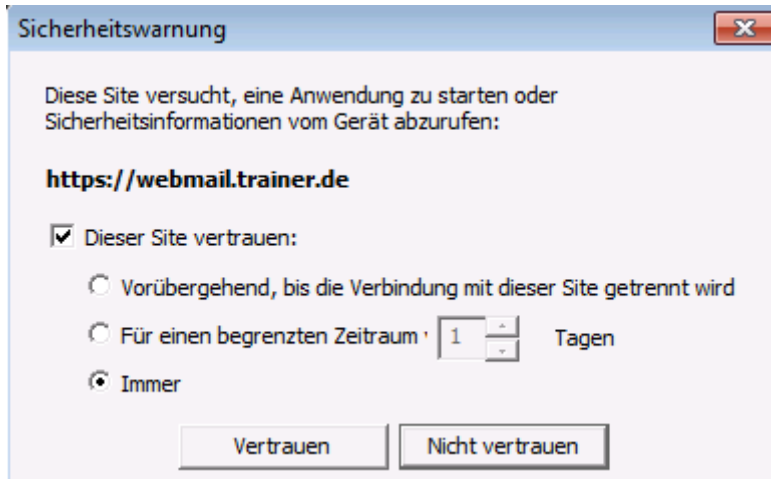 Sicherheitswarnung
Diese Site versucht, eine Anwendung zu starten oder
Sicherheitsinformationen vom Gerät abzurufen:
https://webmail.trainer.de
Dieser Site vertrauen:
Vorübergehend, bis die Verbindung mit dieser Site getrennt wird
Für einen begrenzten Zeitraum 1 Tagen
Immer
Vertrauen Nicht vertrauen